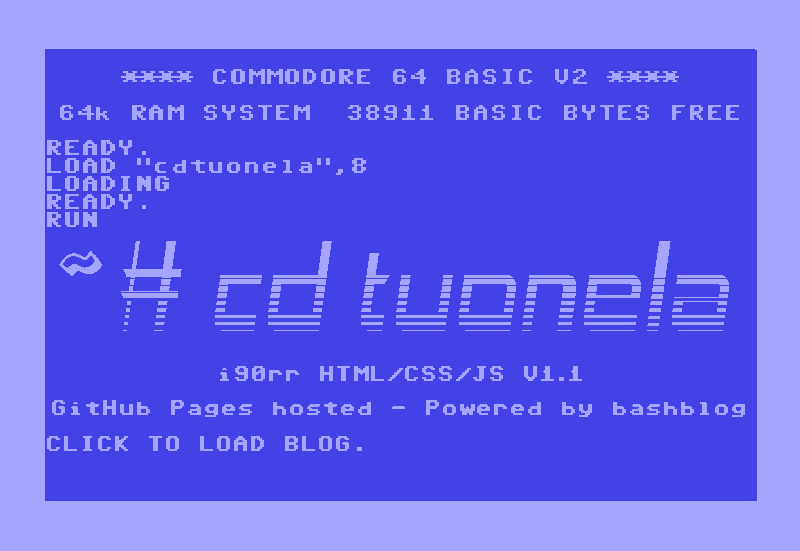 **** COMMODORE 64 BASIC V2 ****
64k RAM SYSTEM  38911 BASIC BYTES FREE
READY.
LOAD "cdtuonela",8
LOADING
READY.
RUN
~ # cd tuonela
i90rr HTML/CSS/JS V1.1
GitHub Pages hosted - Powered by bashblog
CLICK TO LOAD BLOG.